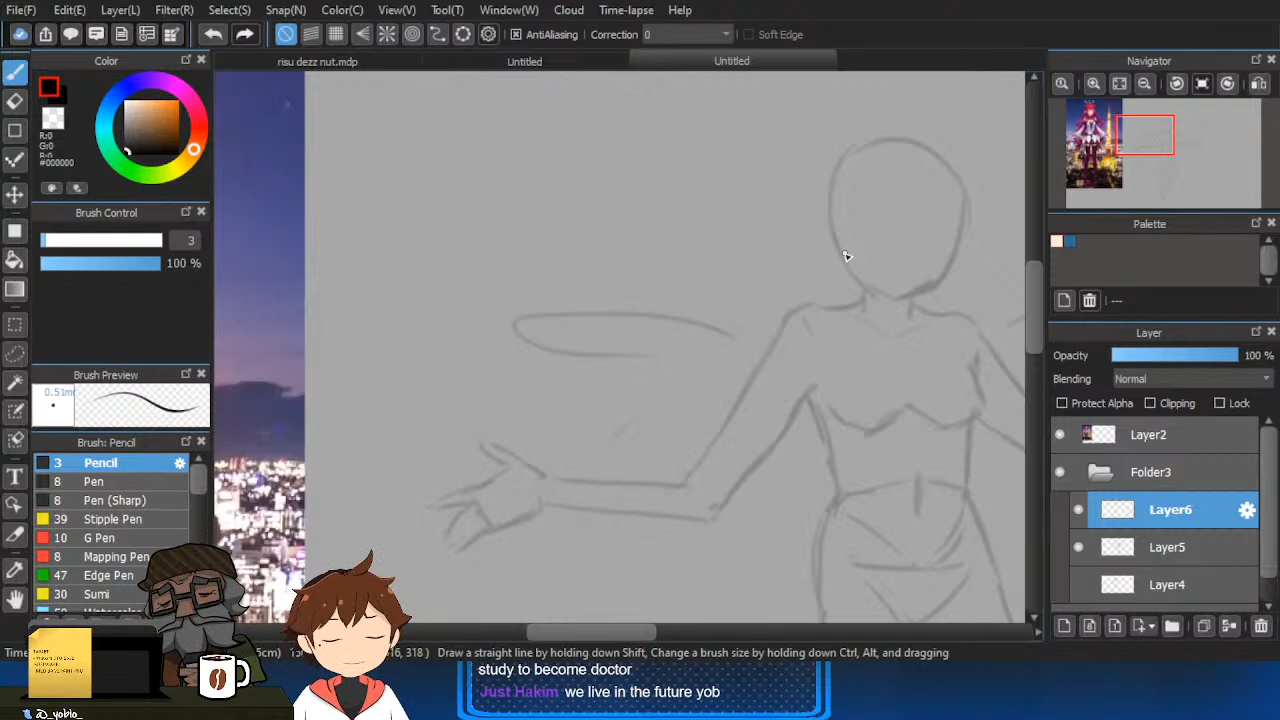 File(F) Edit(E) Layer(L) Filter(R) Select(S) Snap(N) Color(C) View(V) Tool(T) Window(W) Cloud Time-lapse Help
AntiAliasing Correction 0 Soft Edge
Color
risu dezz nut.mdp Untitled Untitled
Navigator
R:0
G:0
#000000
Brush Control
3
100 %
Palette
---
Layer
Opacity 100 %
Blending Normal
Protect Alpha Clipping Lock
Brush Preview
Brush: Pencil
3 Pencil
8 Pen
8 Pen (Sharp)
39 Stipple Pen
10 G Pen
8 Mapping Pen
47 Edge Pen
30 Sumi
Layer2
Folder3
Layer6
Layer5
Layer4
318 ) Draw a straight line by holding down Shift, Change a brush size by holding down Ctrl, Alt, and dragging
study to become doctor
Just Hakim we live in the future yob